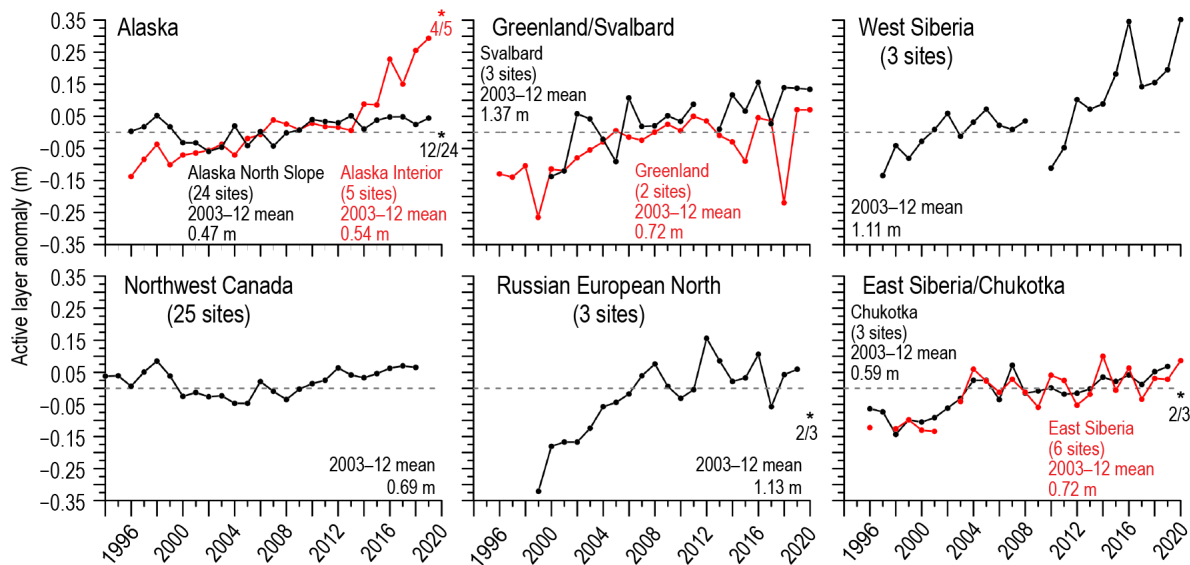 Active layer anomaly (m)
0.35
0.25
0.15
0.05
−0.05
−0.15
−0.25
−0.35
Alaska
*
4/5
*
12/24
Alaska North Slope
(24 sites)
2003–12 mean
0.47 m
Alaska Interior
(5 sites)
2003–12 mean
0.54 m
Greenland/Svalbard
Svalbard
(3 sites)
2003–12 mean
1.37 m
Greenland
(2 sites)
2003–12 mean
0.72 m
West Siberia
(3 sites)
2003–12 mean
1.11 m
0.35
0.25
0.15
0.05
−0.05
−0.15
−0.25
−0.35
Northwest Canada
(25 sites)
2003–12 mean
0.69 m
1996 2000 2004 2008 2012 2016 2020
Russian European North
(3 sites)
*
2/3
2003–12 mean
1.13 m
1996 2000 2004 2008 2012 2016 2020
East Siberia/Chukotka
Chukotka
(3 sites)
2003–12 mean
0.59 m
*
2/3
East Siberia
(6 sites)
2003–12 mean
0.72 m
1996 2000 2004 2008 2012 2016 2020